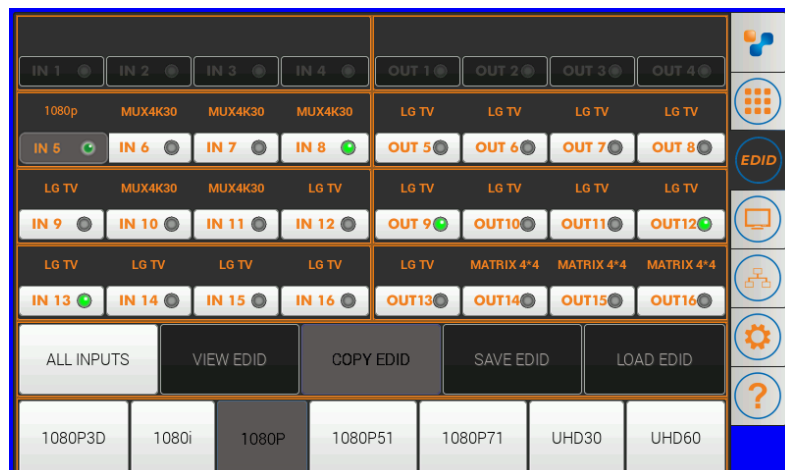 IN 1 IN 2 IN 3 IN 4 OUT 1 OUT 2 OUT 3 OUT 4
1080p MUX4K30 MUX4K30 MUX4K30 LG TV LG TV LG TV LG TV
IN 5 IN 6 IN 7 IN 8 OUT 5 OUT 6 OUT 7 OUT 8
EDID
LG TV MUX4K30 MUX4K30 LG TV LG TV LG TV LG TV LG TV
IN 9 IN 10 IN 11 IN 12 OUT 9 OUT10 OUT11 OUT12
LG TV LG TV LG TV LG TV LG TV MATRIX 4*4 MATRIX 4*4 MATRIX 4*4
IN 13 IN 14 IN 15 IN 16 OUT13 OUT14 OUT15 OUT16
ALL INPUTS VIEW EDID COPY EDID SAVE EDID LOAD EDID
?
1080P3D 1080i 1080P 1080P51 1080P71 UHD30 UHD60